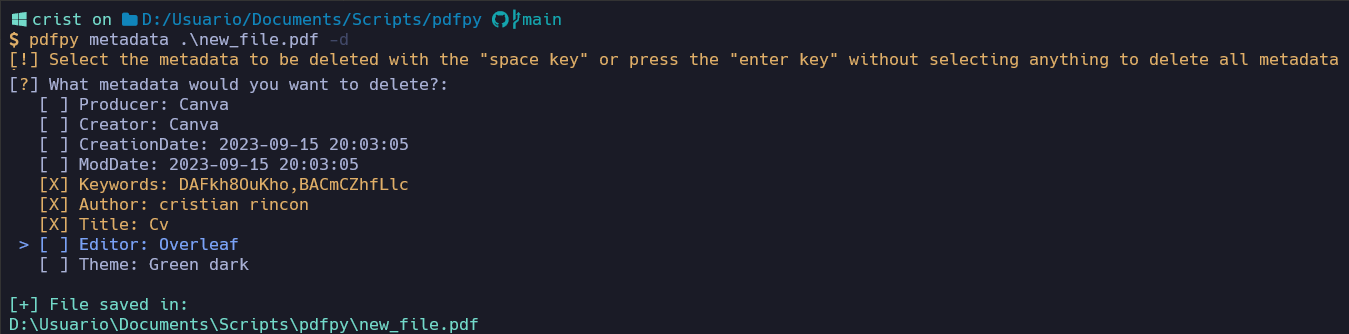 crist on D:/Usuario/Documents/Scripts/pdfpy main
$ pdfpy metadata .\new_file.pdf -d
[!] Select the metadata to be deleted with the "space key" or press the "enter key" without selecting anything to delete all metadata
[?] What metadata would you want to delete?:
[ ] Producer: Canva
[ ] Creator: Canva
[ ] CreationDate: 2023-09-15 20:03:05
[ ] ModDate: 2023-09-15 20:03:05
[X] Keywords: DAFkh8OuKho,BACmCZhfLlc
[X] Author: cristian rincon
[X] Title: Cv
> [ ] Editor: Overleaf
[ ] Theme: Green dark
[+] File saved in:
D:\Usuario\Documents\Scripts\pdfpy\new_file.pdf